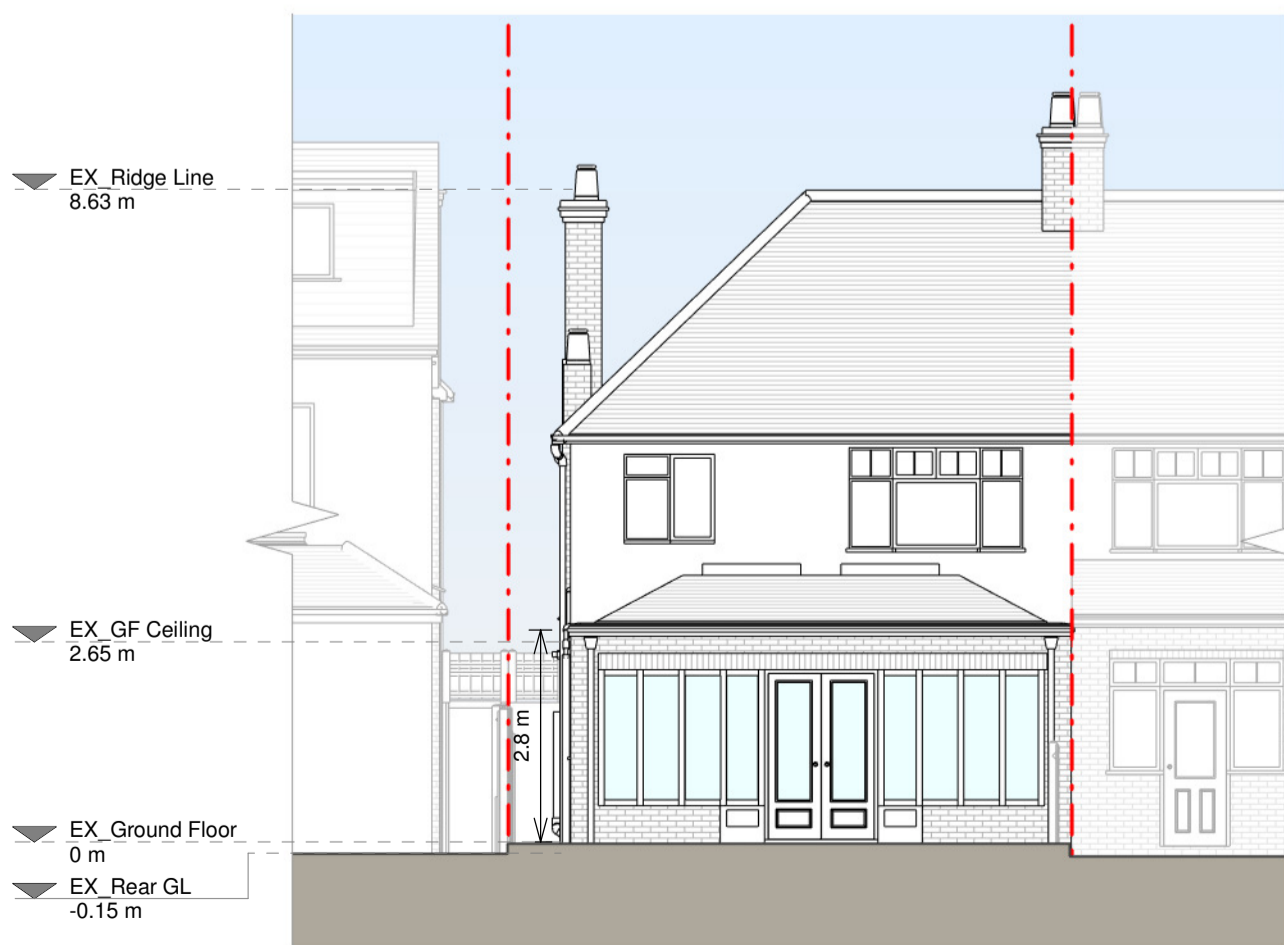 EX_Ridge Line
8.63 m
EX_GF Ceiling
2.65 m
2.8 m
EX_Ground Floor
0 m
EX_Rear GL
-0.15 m